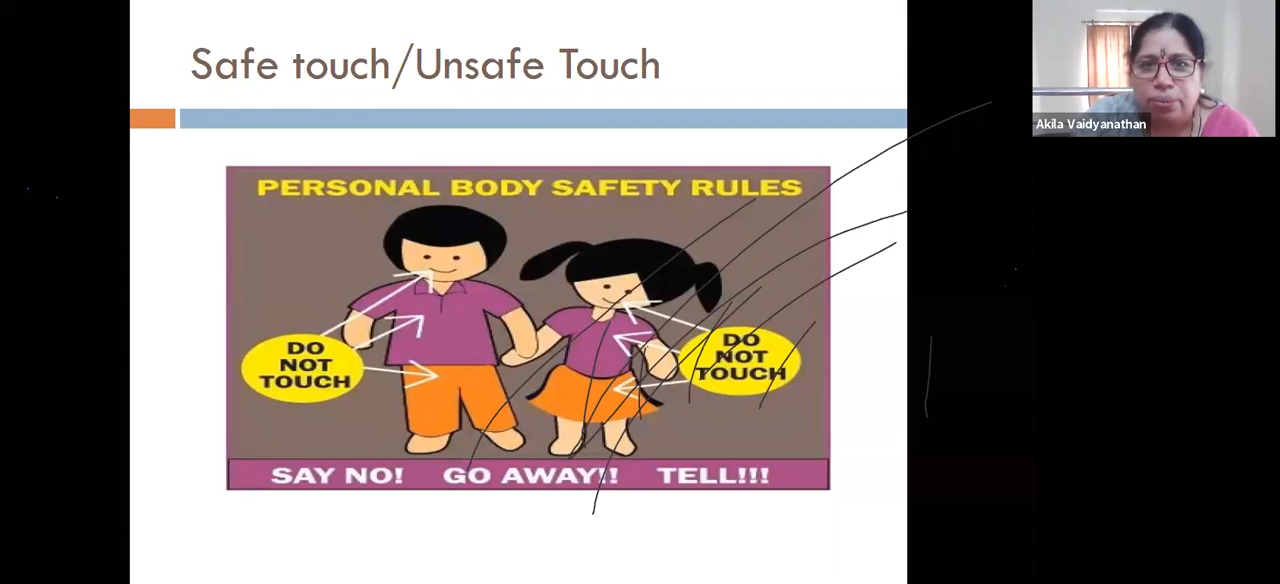 Safe touch/Unsafe Touch
Akila Vaidyanathan
PERSONAL BODY SAFETY RULES
DO
NOT
TOUCH
DO
NOT
TOUCH
SAY NO! GO AWAY!! TELL!!!